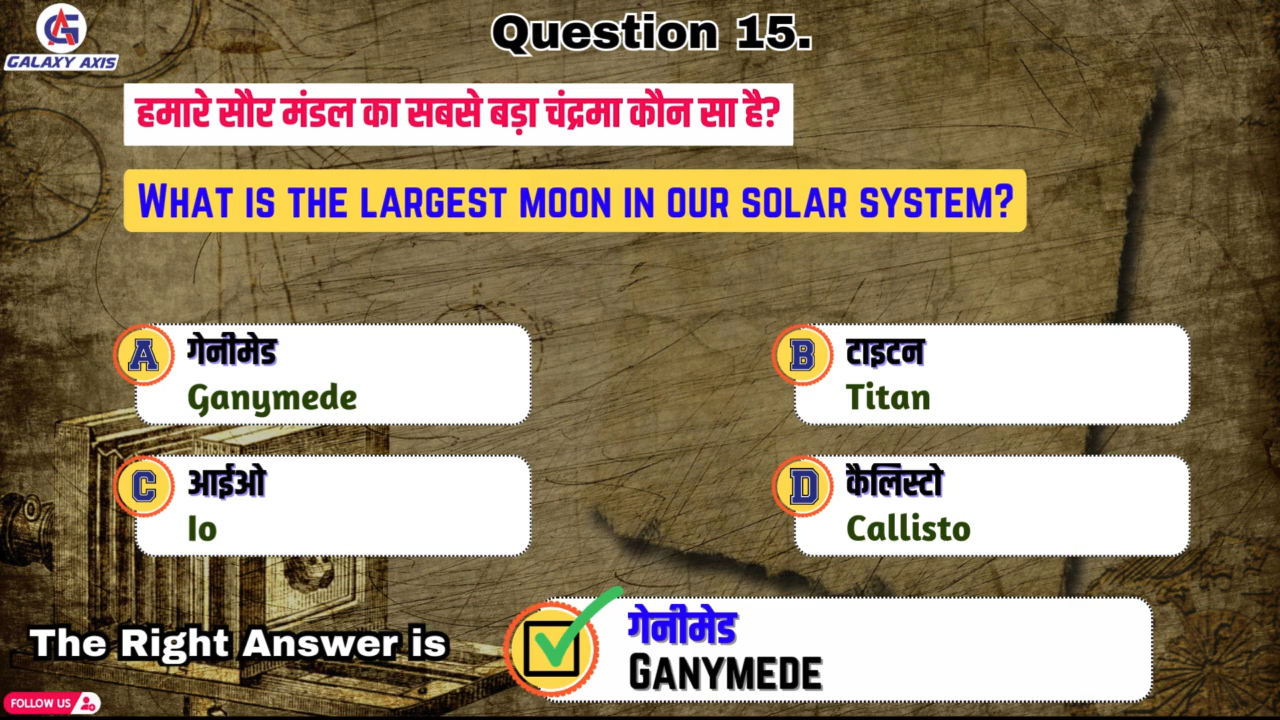 GALAXY AXIS
Question 15.
हमारे सौर मंडल का सबसे बड़ा चंद्रमा कौन सा है?
What is the largest moon in our solar system?
A
गेनीमेड
Ganymede
B
टाइटन
Titan
C
आईओ
Io
D
कैलिस्टो
Callisto
The Right Answer is
गेनीमेड
GANYMEDE
FOLLOW US